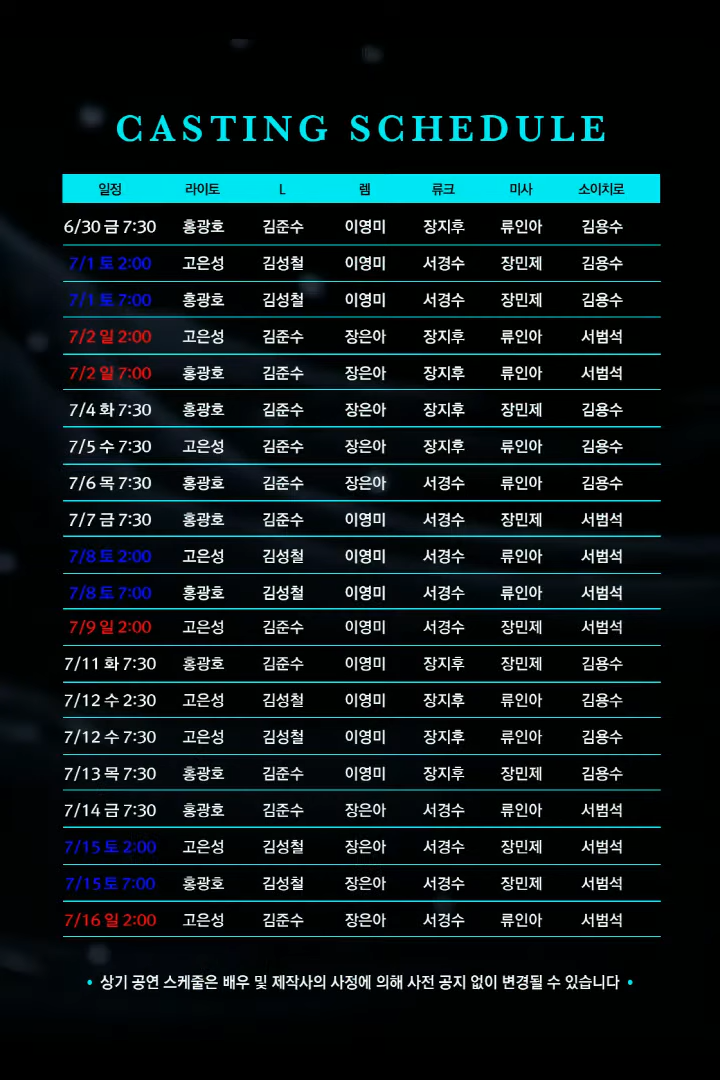 CASTING SCHEDULE
일정 라이토 L 렘 류크 미사 소이치로
6/30 금 7:30 홍광호 김준수 이영미 장지후 류인아 김용수
7/1 토 2:00 고은성 김성철 이영미 서경수 장민제 김용수
7/1 토 7:00 홍광호 김성철 이영미 서경수 장민제 김용수
7/2 일 2:00 고은성 김준수 장은아 장지후 류인아 서범석
7/2 일 7:00 홍광호 김준수 장은아 장지후 류인아 서범석
7/4 화 7:30 홍광호 김준수 장은아 장지후 장민제 김용수
7/5 수 7:30 고은성 김준수 장은아 장지후 류인아 김용수
7/6 목 7:30 홍광호 김준수 장은아 서경수 류인아 김용수
7/7 금 7:30 홍광호 김준수 이영미 서경수 장민제 서범석
7/8 토 2:00 고은성 김성철 이영미 서경수 류인아 서범석
7/8 토 7:00 홍광호 김성철 이영미 서경수 류인아 서범석
7/9 일 2:00 고은성 김준수 이영미 서경수 장민제 서범석
7/11 화 7:30 홍광호 김준수 이영미 장지후 장민제 김용수
7/12 수 2:30 고은성 김성철 이영미 장지후 류인아 김용수
7/12 수 7:30 고은성 김성철 이영미 장지후 류인아 김용수
7/13 목 7:30 홍광호 김준수 이영미 장지후 장민제 김용수
7/14 금 7:30 홍광호 김준수 장은아 서경수 류인아 서범석
7/15 토 2:00 고은성 김성철 장은아 서경수 장민제 서범석
7/15 토 7:00 홍광호 김성철 장은아 서경수 장민제 서범석
7/16 일 2:00 고은성 김준수 장은아 서경수 류인아 서범석
• 상기 공연 스케줄은 배우 및 제작사의 사정에 의해 사전 공지 없이 변경될 수 있습니다 •